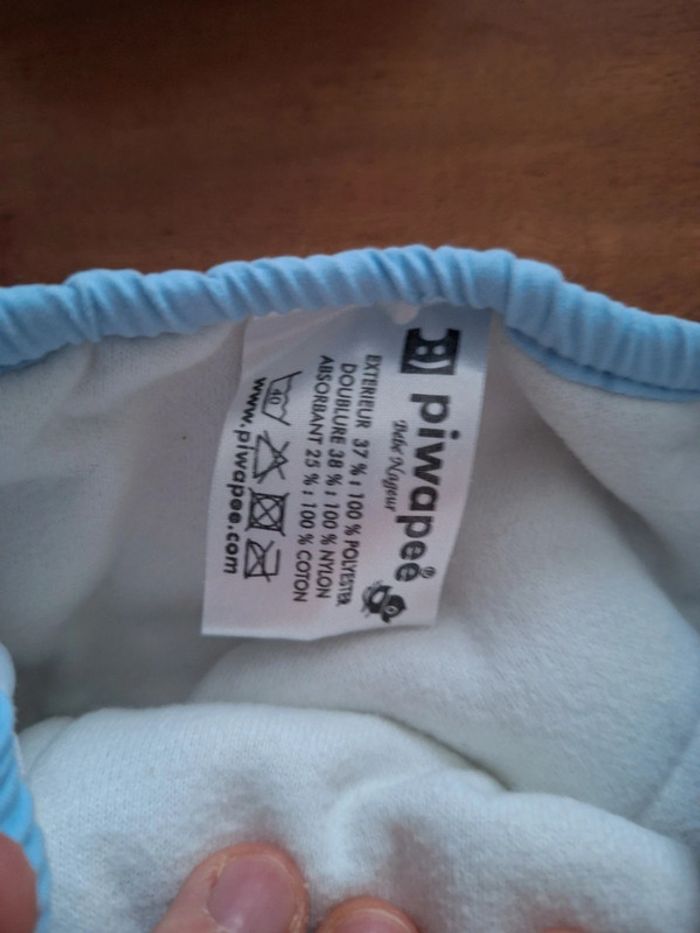 piwapee®
Bébé Nageur
EXTERIEUR 37 % : 100 % POLYESTER
DOUBLURE 38 % : 100 % NYLON
ABSORBANT 25 % : 100 % COTON
40
www.piwapee.com